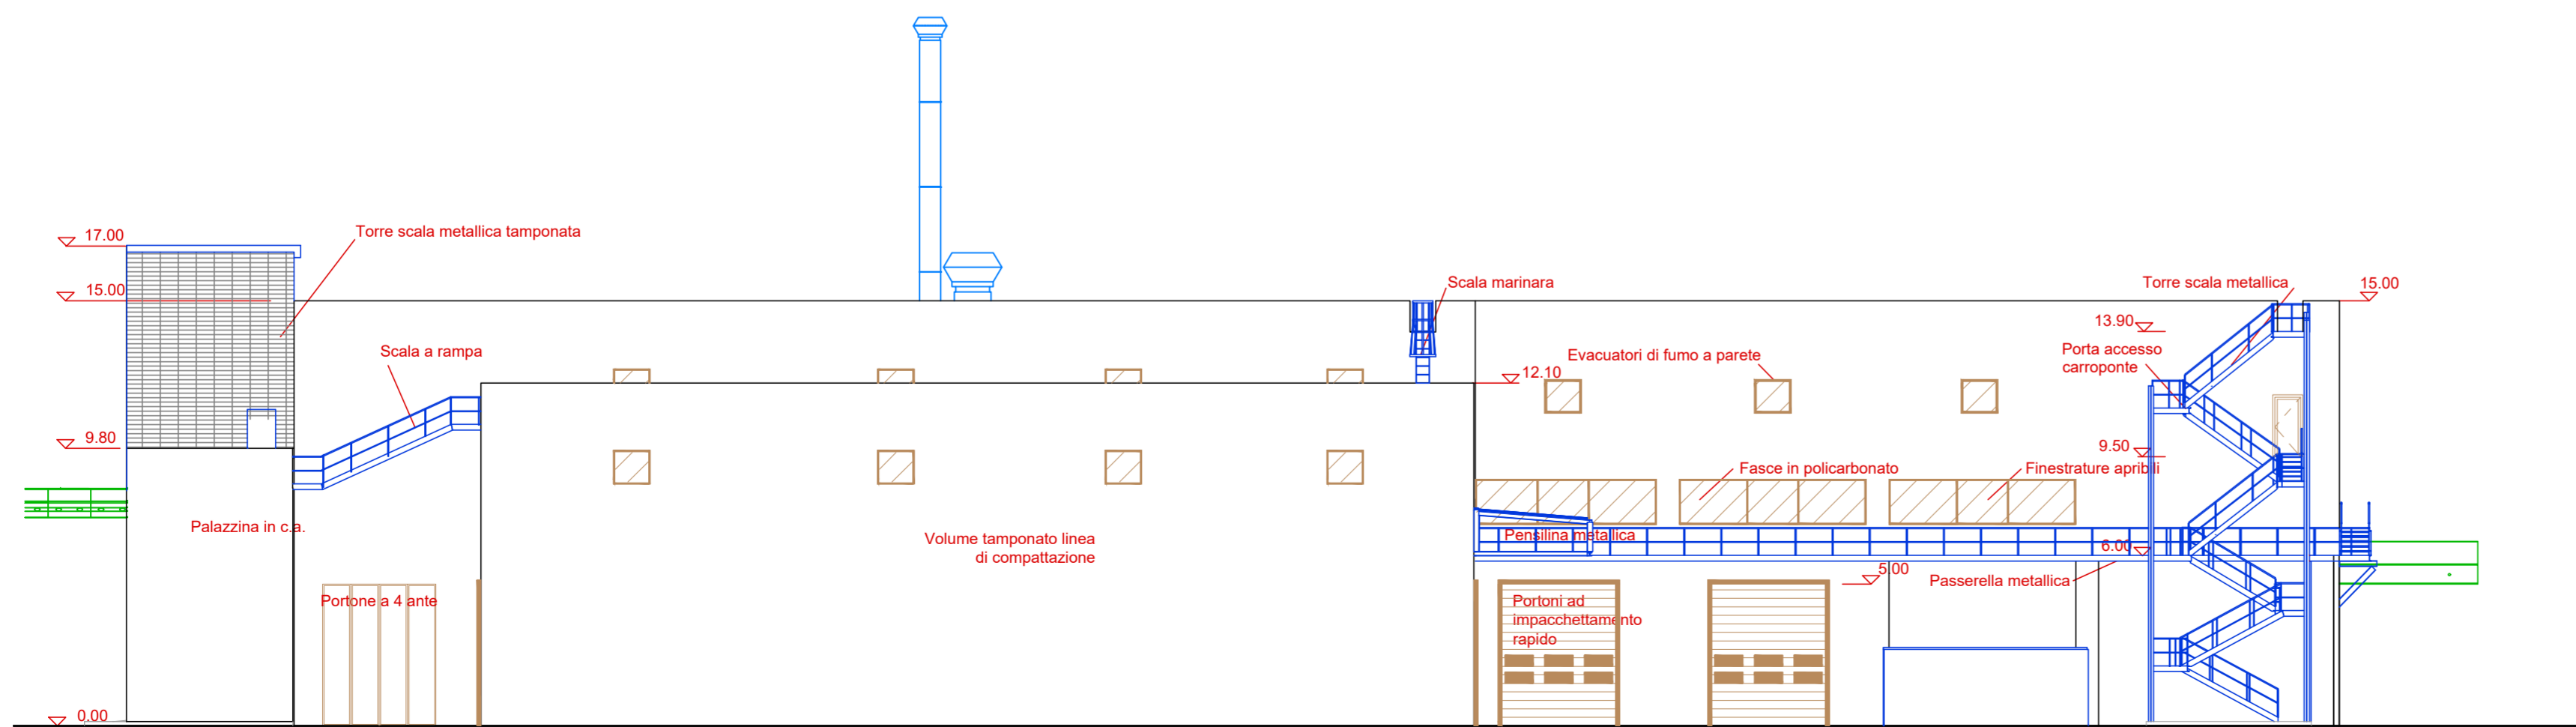 17.00
Torre scala metallica tamponata
15.00
Scala marinara
Torre scala metallica
15.00
13.90
Scala a rampa
Evacuatori di fumo a parete
Porta accesso
carroponte
12.10
9.80
9.50
Fasce in policarbonato
Finestrature apribili
Palazzina in c.a.
Volume tamponato linea
di compattazione
Pensilina metallica
6.00
5.00
Passerella metallica
Portone a 4 ante
Portoni ad
impacchettamento
rapido
0.00